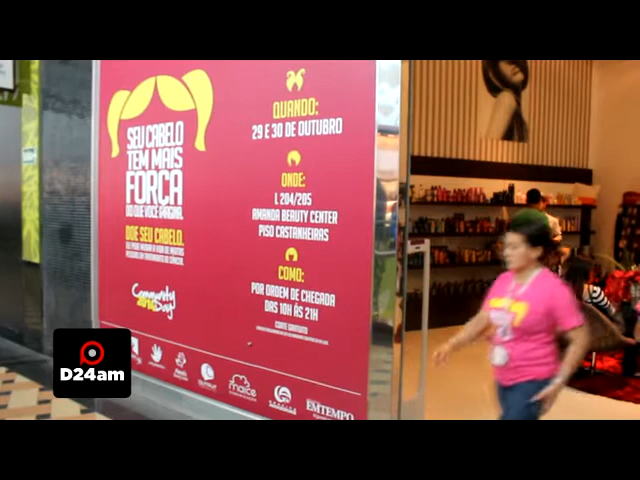 SEU CABELO
TEM MAIS
FORÇA
DO QUE VOCÊ IMAGINA.
DOE SEU CABELO.
Community
Day
QUANDO:
29 E 30 DE OUTUBRO
ONDE:
L 204/205
AMANDA BEAUTY CENTER
PISO CASTANHEIRAS
COMO:
POR ORDEM DE CHEGADA
DAS 10H ÀS 21H
CORTE GRATUITO
maice
EMTEMPO
D24am